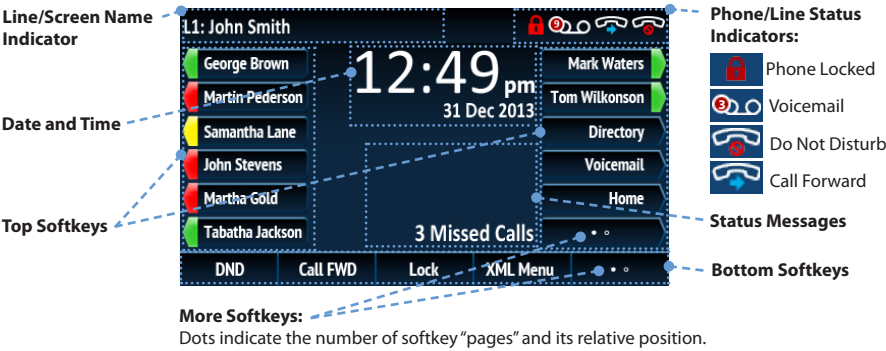 Line/Screen Name
Indicator
Date and Time
Top Softkeys
L1: John Smith
9
George Brown
Martin Pederson
Samantha Lane
John Stevens
Martha Gold
Tabatha Jackson
12:49 pm
31 Dec 2013
3 Missed Calls
Mark Waters
Tom Wilkonson
Directory
Voicemail
Home
DND
Call FWD
Lock
XML Menu
Phone/Line Status
Indicators:
Phone Locked
3
Voicemail
Do Not Disturb
Call Forward
Status Messages
Bottom Softkeys
More Softkeys:
Dots indicate the number of softkey “pages” and its relative position.